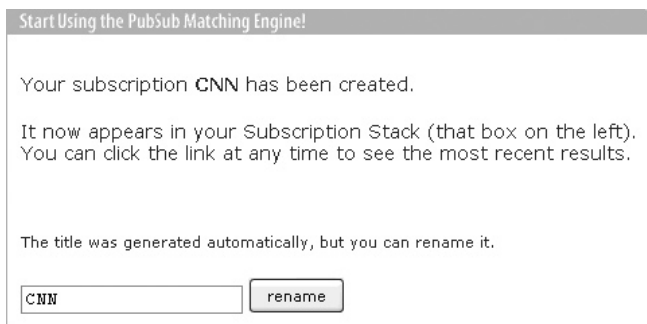 Start Using the PubSub Matching Engine!
Your subscription CNN has been created.
It now appears in your Subscription Stack (that box on the left).
You can click the link at any time to see the most recent results.
The title was generated automatically, but you can rename it.
CNN rename